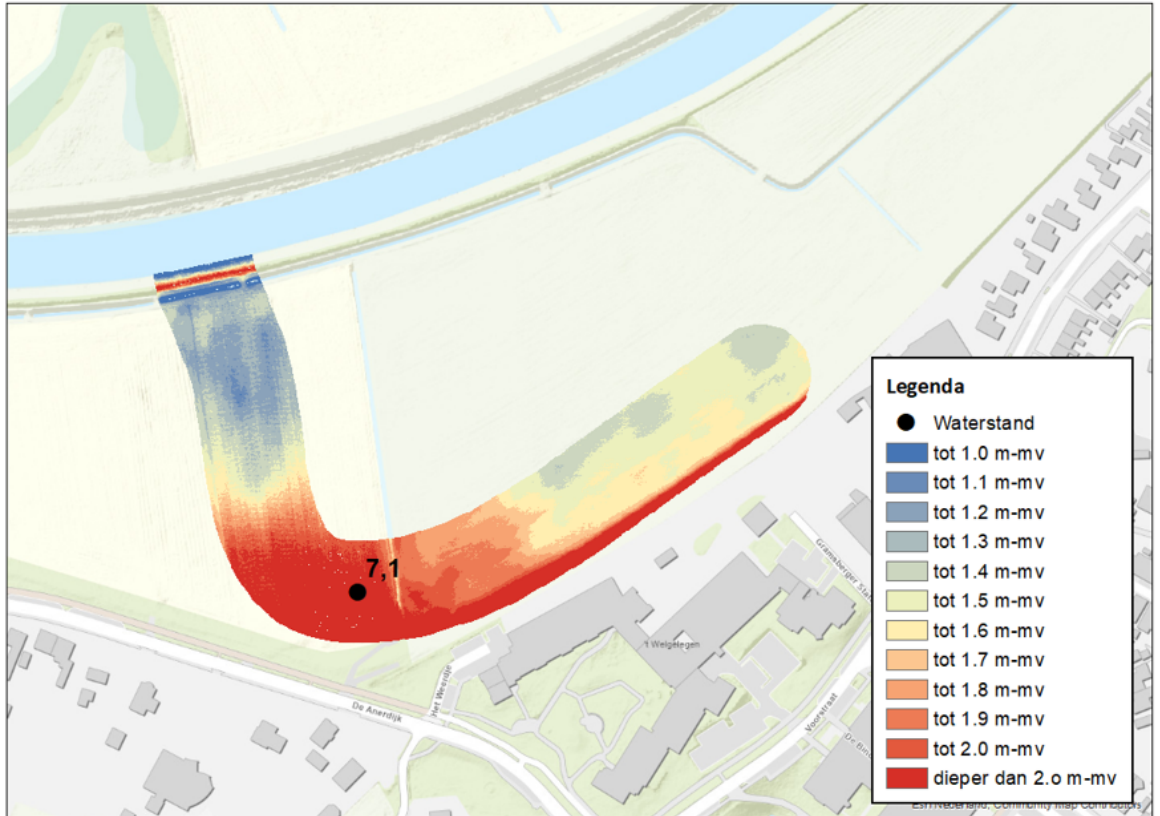 7,1
Legenda
Waterstand
tot 1.0 m-mv
tot 1.1 m-mv
tot 1.2 m-mv
tot 1.3 m-mv
tot 1.4 m-mv
tot 1.5 m-mv
tot 1.6 m-mv
tot 1.7 m-mv
tot 1.8 m-mv
tot 1.9 m-mv
tot 2.0 m-mv
dieper dan 2.o m-mv
't Welgelegen
Het Weerdje
De Anerdijk
Voorstraat
Gramsberger
Esri Nederland, Community Map Contributors